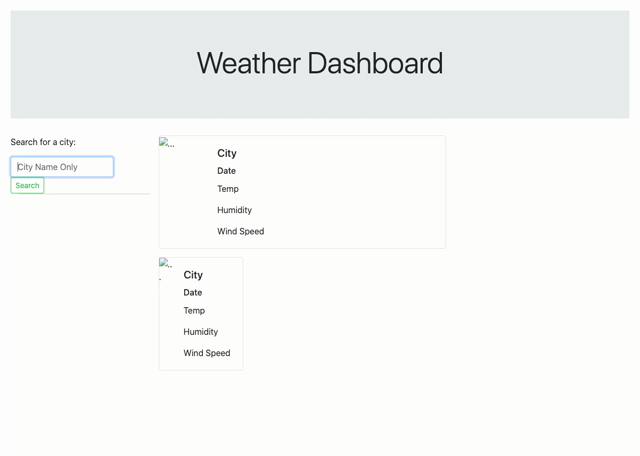 Weather Dashboard
Search for a city:
City Name Only
Search
...
City
Date
Temp
Humidity
Wind Speed
...
City
Date
Temp
Humidity
Wind Speed